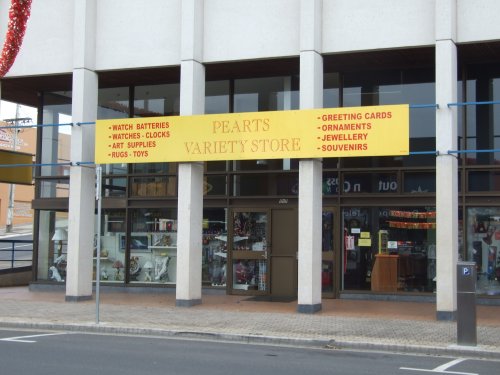 • WATCH BATTERIES
• WATCHES - CLOCKS
• ART SUPPLIES
• RUGS - TOYS
PEARTS
VARIETY STORE
• GREETING CARDS
• ORNAMENTS
• JEWELLERY
• SOUVENIRS
P